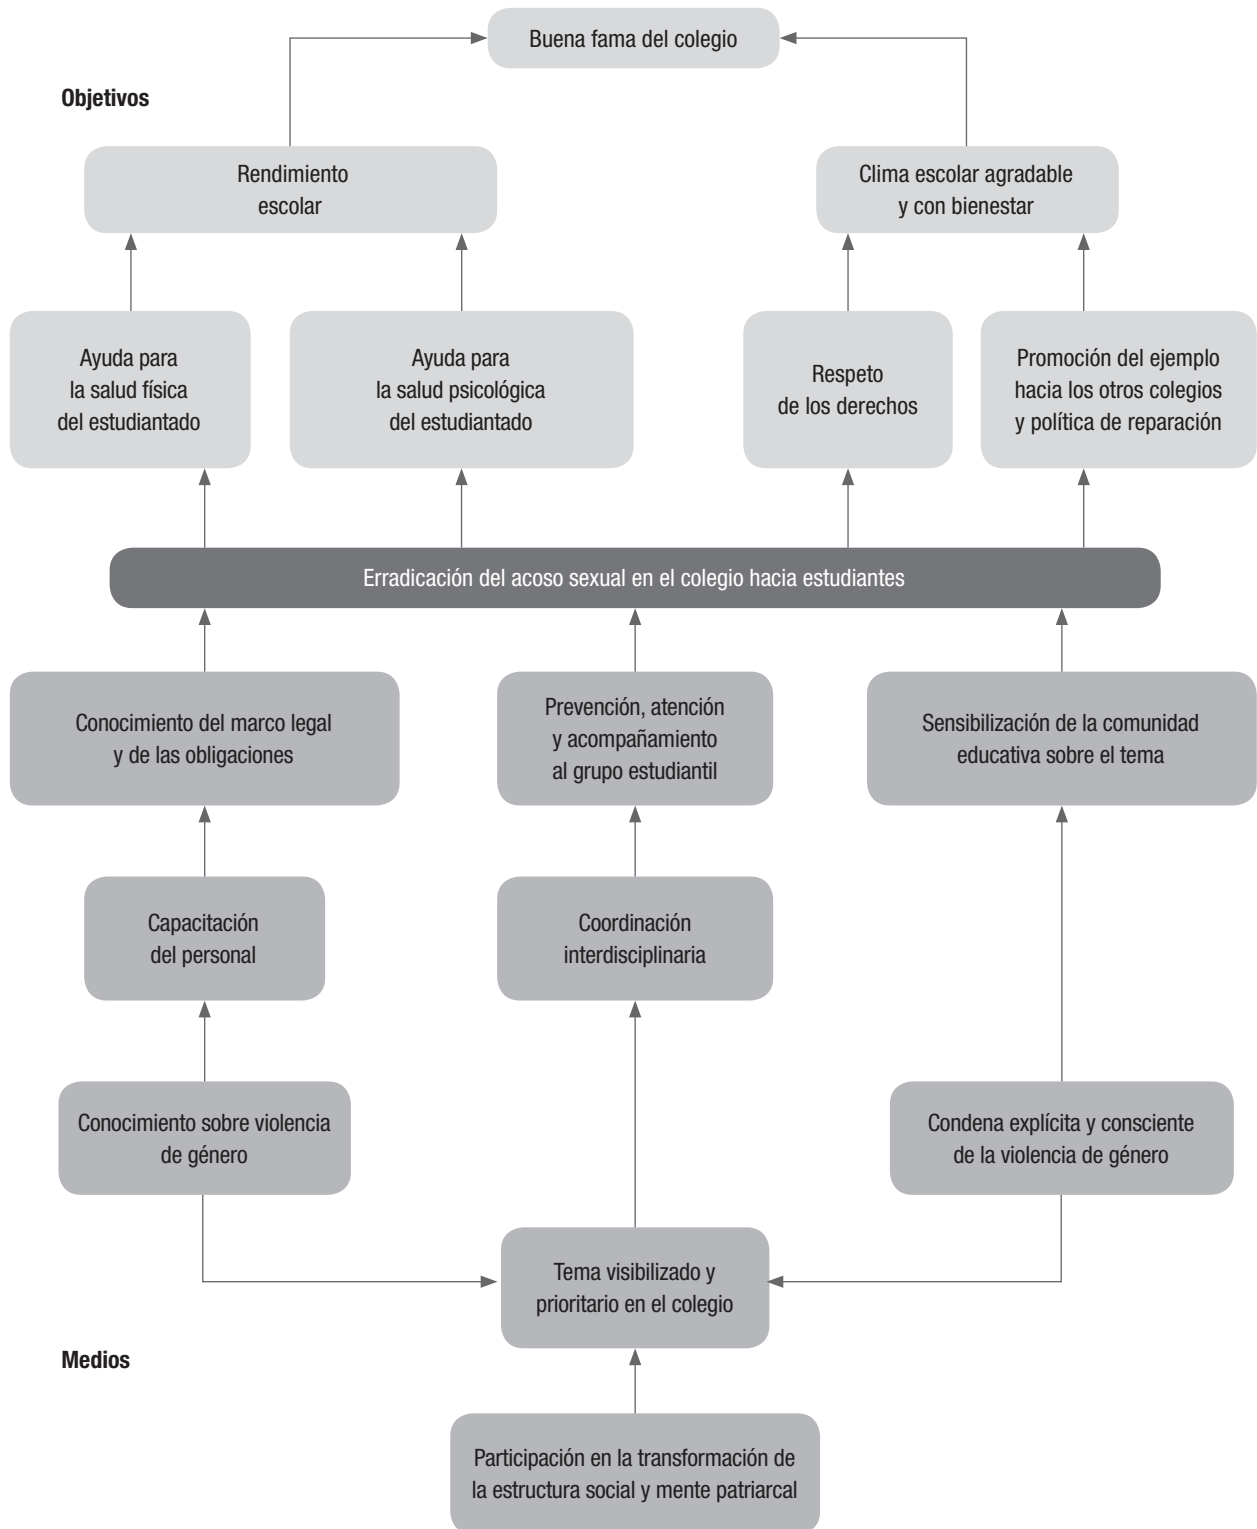 Buena fama del colegio
Objetivos
Rendimiento
escolar
Clima escolar agradable
y con bienestar
Ayuda para
la salud física
del estudiantado
Ayuda para
la salud psicológica
del estudiantado
Respeto
de los derechos
Promoción del ejemplo
hacia los otros colegios
y política de reparación
Erradicación del acoso sexual en el colegio hacia estudiantes
Conocimiento del marco legal
y de las obligaciones
Prevención, atención
y acompañamiento
al grupo estudiantil
Sensibilización de la comunidad
educativa sobre el tema
Capacitación
del personal
Coordinación
interdisciplinaria
Conocimiento sobre violencia
de género
Condena explícita y consciente
de la violencia de género
Tema visibilizado y
prioritario en el colegio
Medios
Participación en la transformación de
la estructura social y mente patriarcal